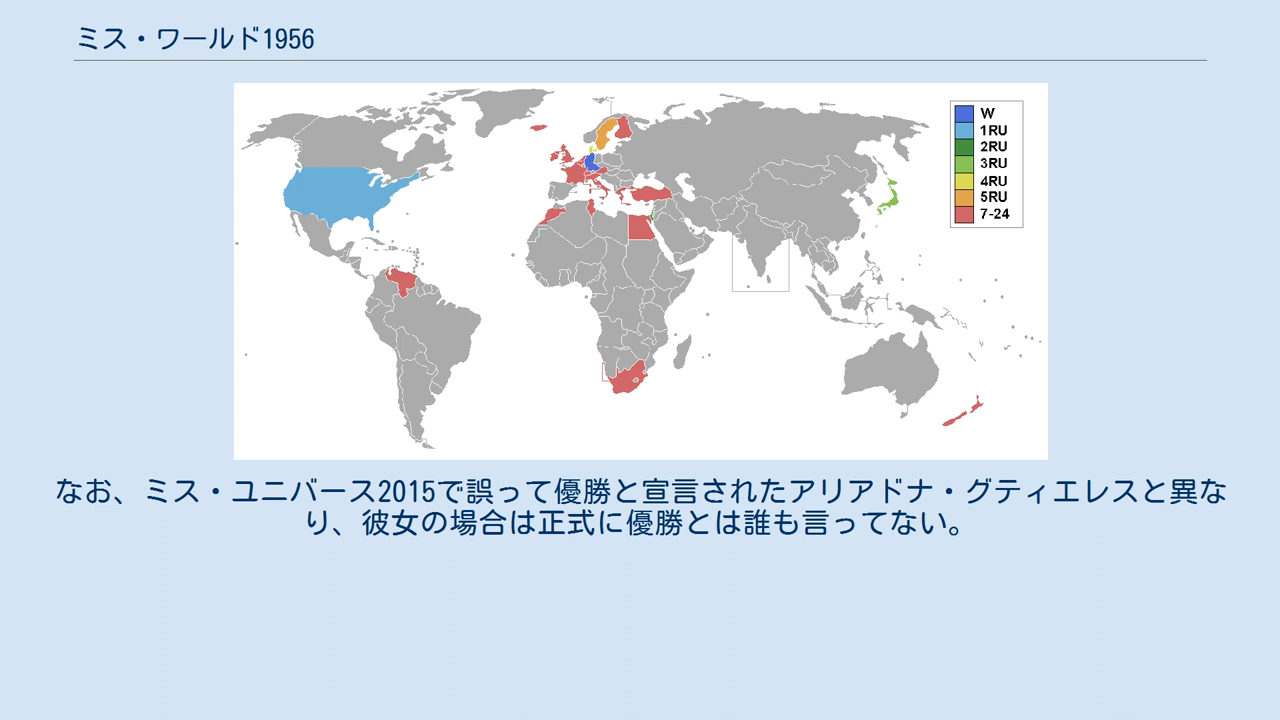 ミス・ワールド1956
W
1RU
2RU
3RU
4RU
5RU
7-24
なお、ミス・ユニバース2015で誤って優勝と宣言されたアリアドナ・グティエレスと異な
り、彼女の場合は正式に優勝とは誰も言ってない。